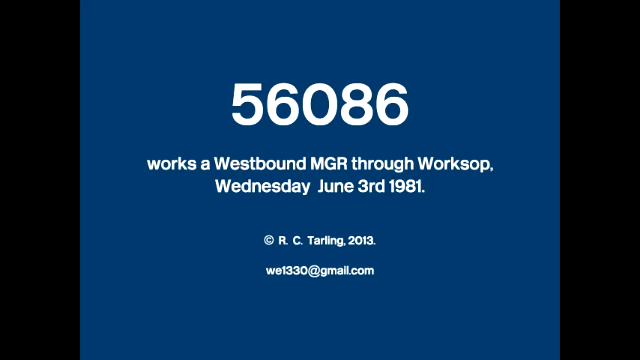 56086
works a Westbound MGR through Worksop,
Wednesday June 3rd 1981.
© R. C. Tarling, 2013.
we1330@gmail.com